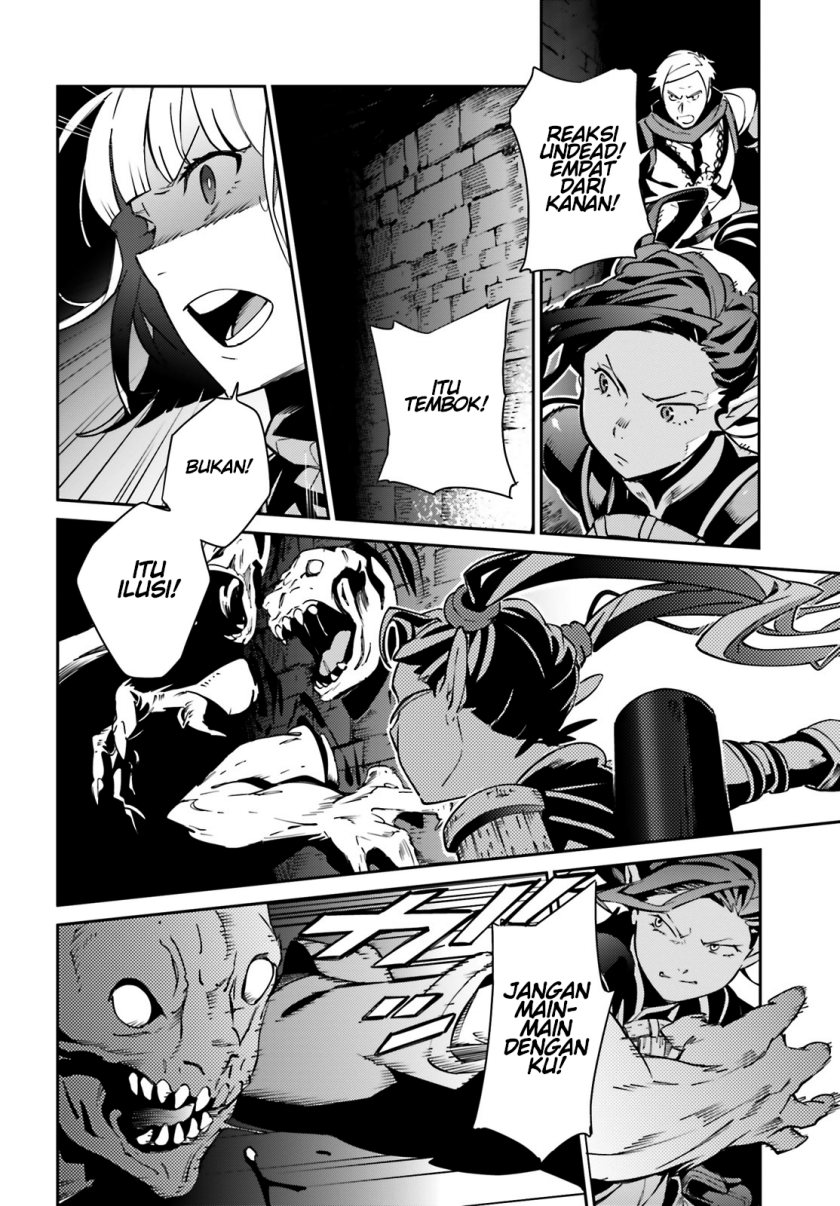 REAKSI
UNDEAD!
EMPAT
DARI
KANAN!
ITU
TEMBOK!
BUKAN!
ITU
ILUSI!
JANGAN
MAIN-
MAIN
DENGAN
KU!